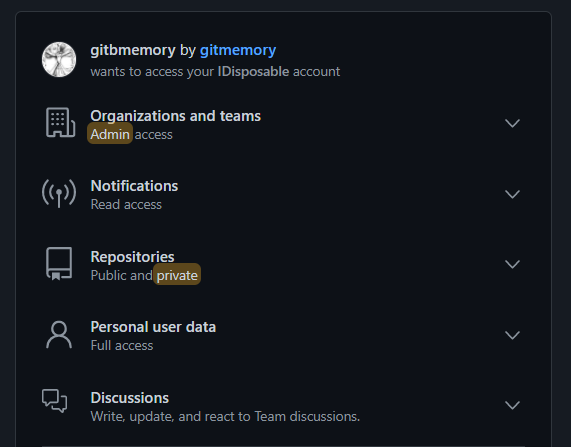 gitbmemory by gitmemory
wants to access your IDisposable account
Organizations and teams
Admin access
Notifications
Read access
Repositories
Public and private
Personal user data
Full access
Discussions
Write, update, and react to Team discussions.